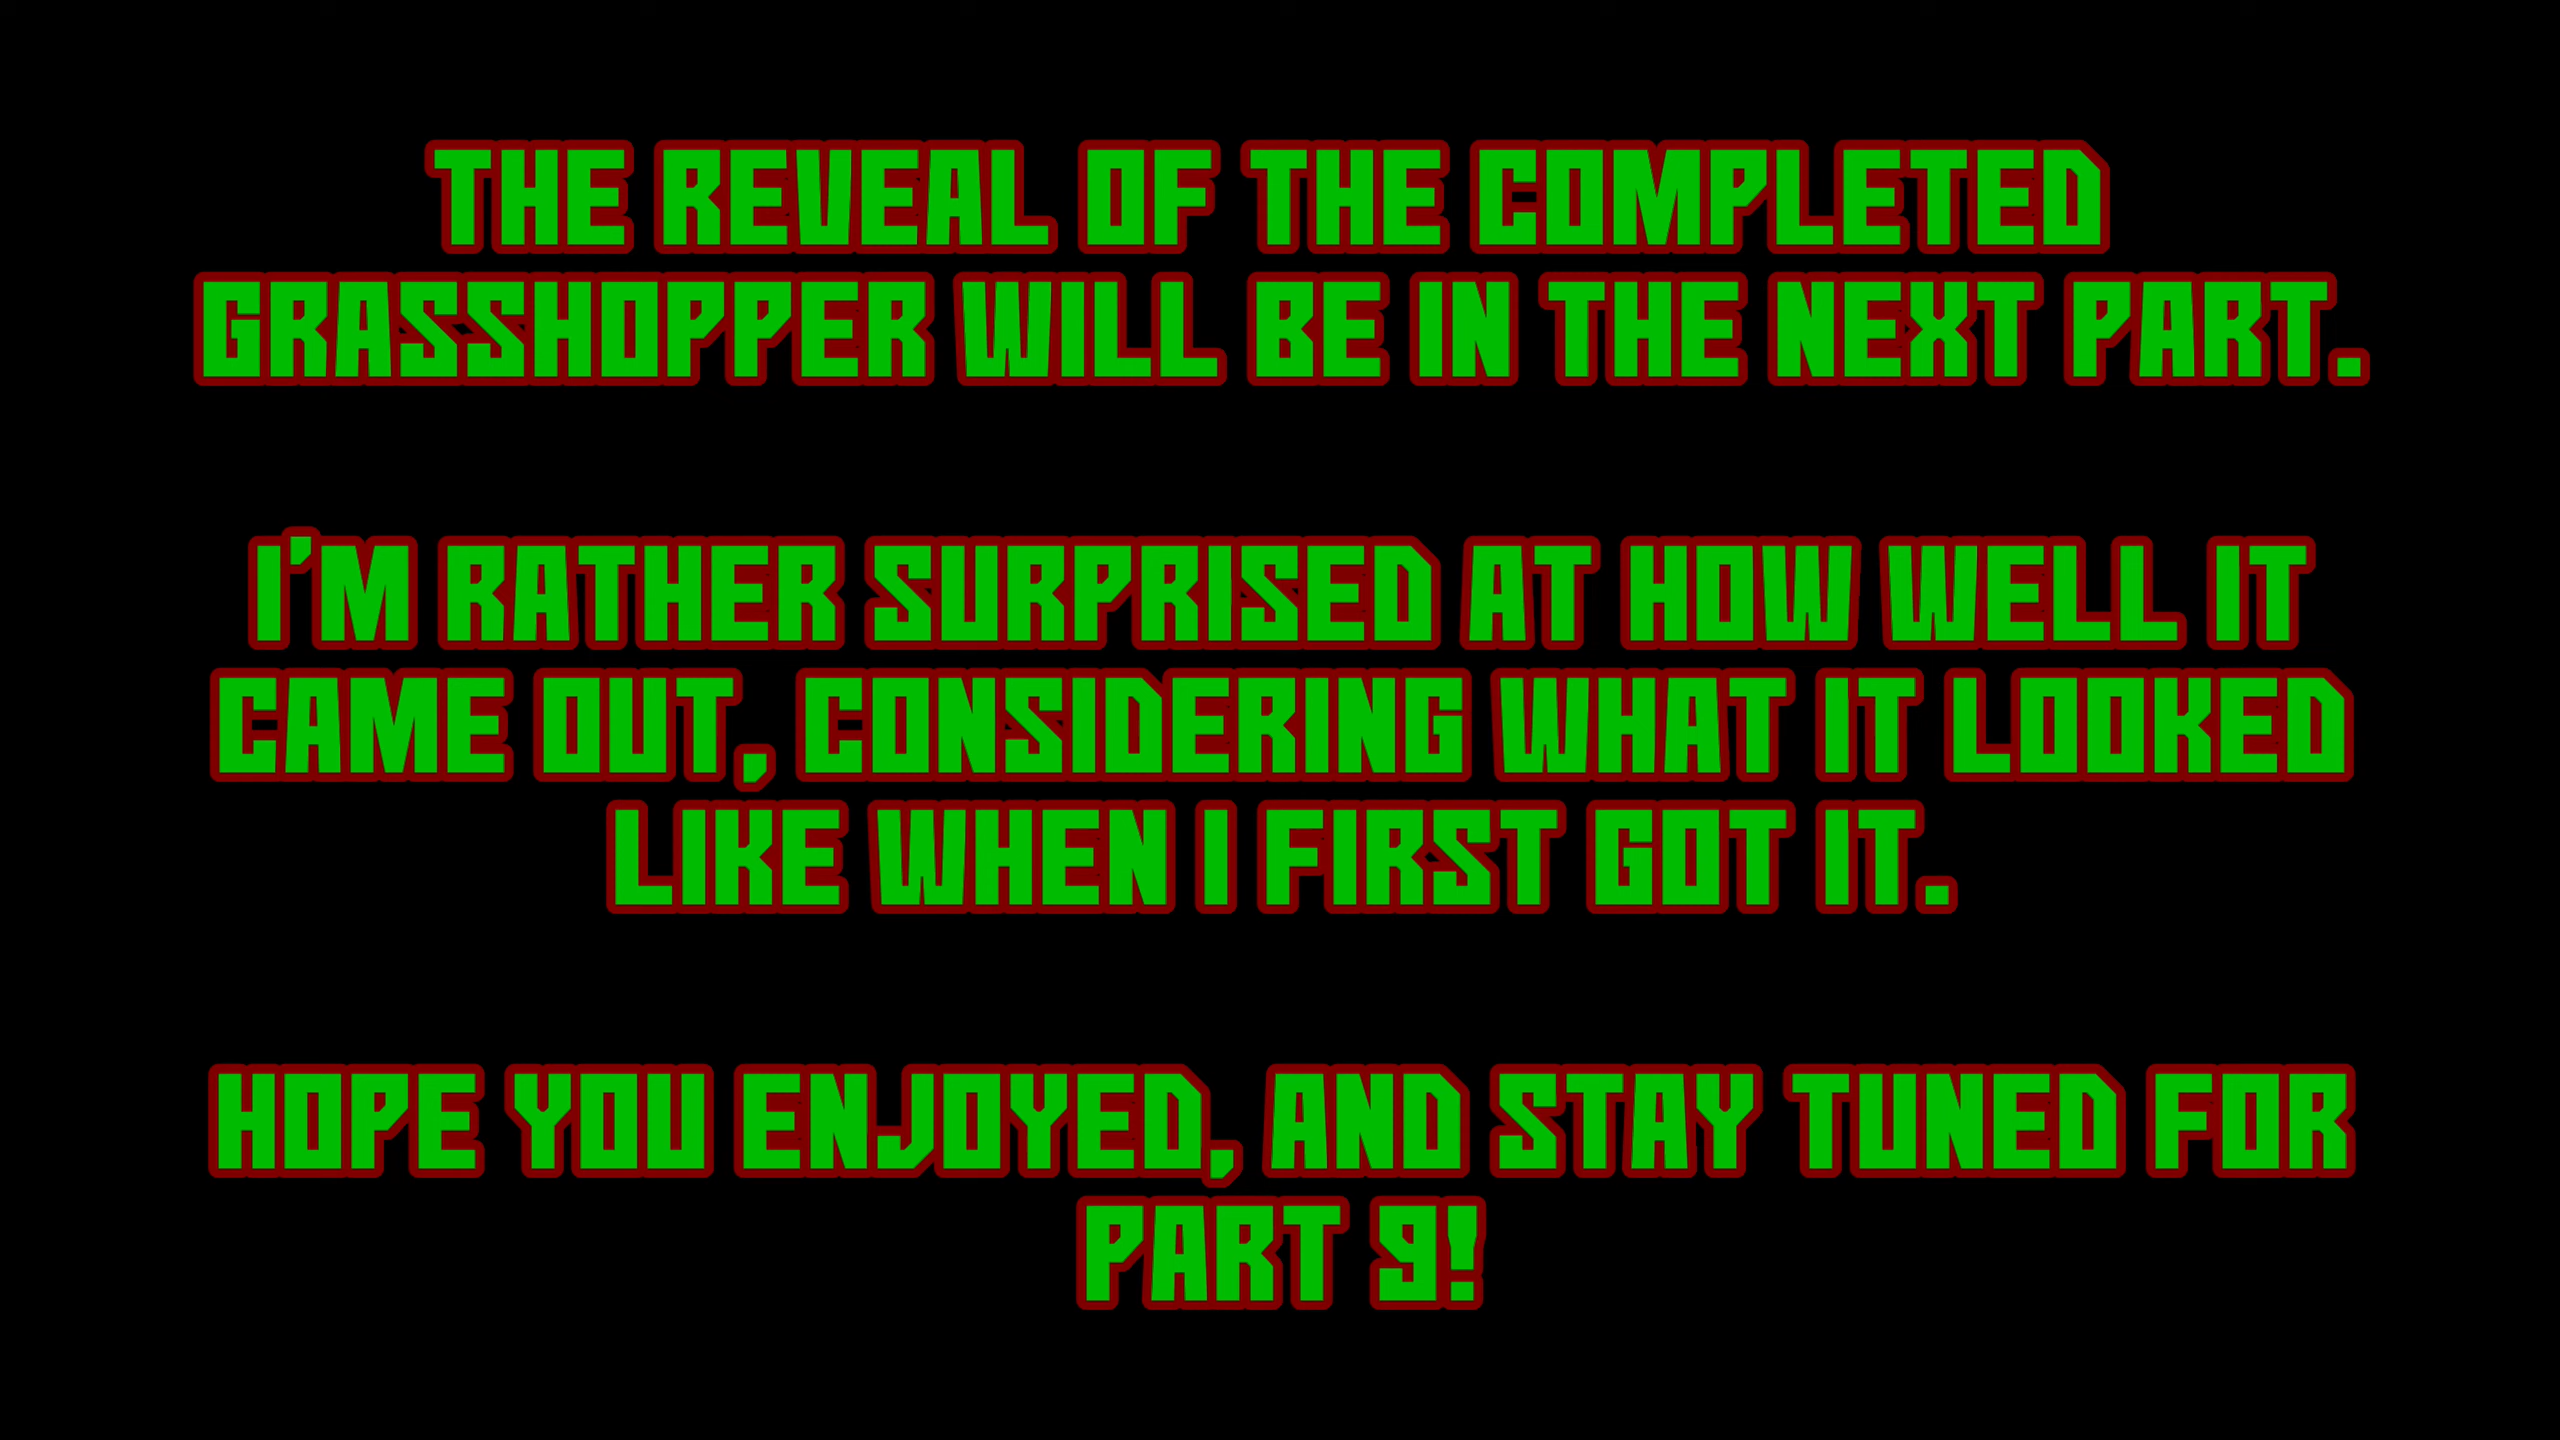 THE REVEAL OF THE COMPLETED
GRASSHOPPER WILL BE IN THE NEXT PART.
I'M RATHER SURPRISED AT HOW WELL IT
CAME OUT, CONSIDERING WHAT IT LOOKED
LIKE WHEN I FIRST GOT IT.
HOPE YOU ENJOYED, AND STAY TUNED FOR
PART 9!